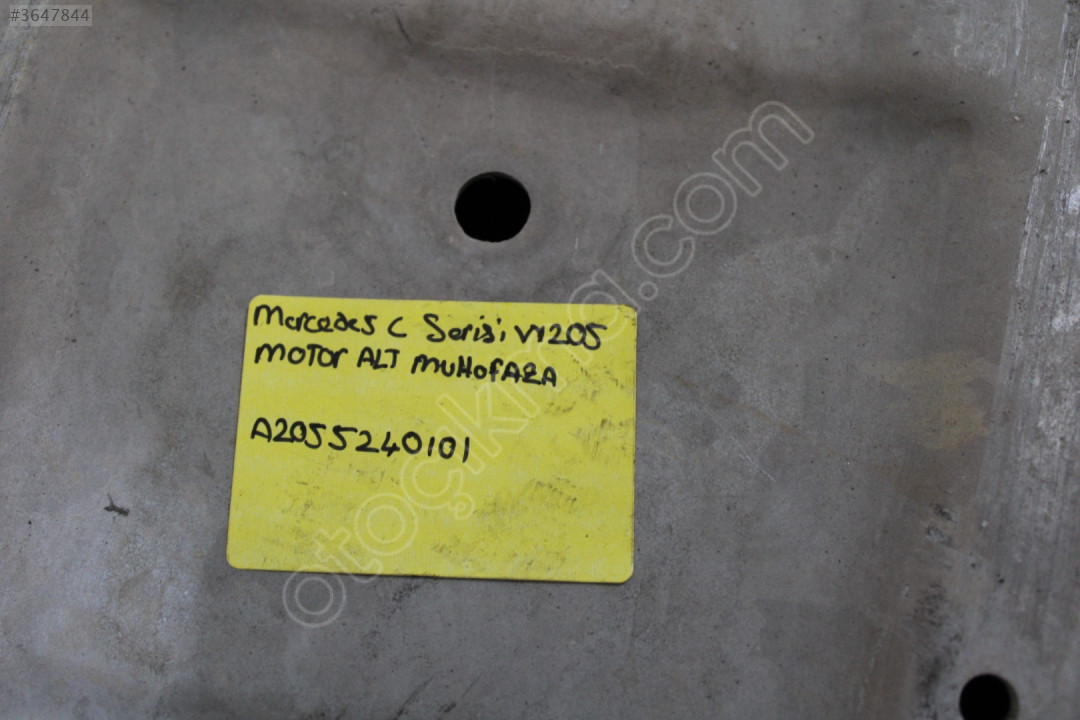 #3647844
Mercedes C Serisi W205
MOTOR ALT MUHOFAZA
A2055240101
otoçıkma.com